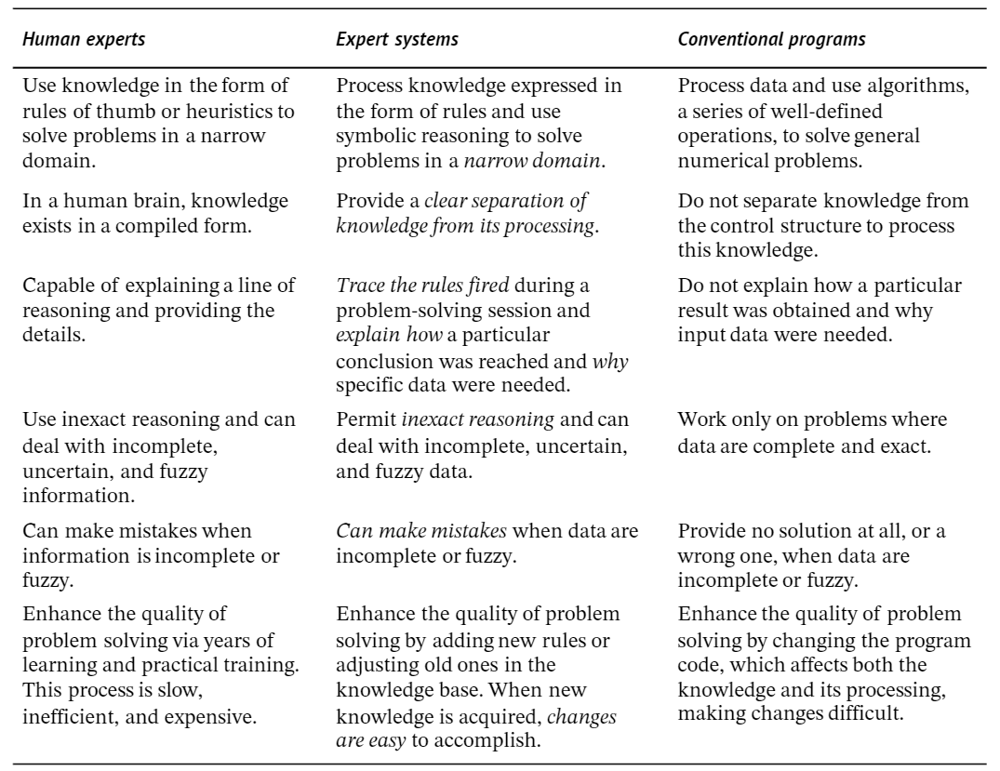 Human experts
Expert systems
Conventional programs
Use knowledge in the form of
rules of thumb or heuristics to
solve problems in a narrow
domain.
Process knowledge expressed in
the form of rules and use
symbolic reasoning to solve
problems in a narrow domain.
Process data and use algorithms,
a series of well-defined
operations, to solve general
numerical problems.
In a human brain, knowledge
exists in a compiled form.
Provide a clear separation of
knowledge from its processing.
Do not separate knowledge from
the control structure to process
this knowledge.
Capable of explaining a line of
reasoning and providing the
details.
Trace the rules fired during a
problem-solving session and
explain how a particular
conclusion was reached and why
specific data were needed.
Do not explain how a particular
result was obtained and why
input data were needed.
Use inexact reasoning and can
deal with incomplete,
uncertain, and fuzzy
information.
Permit inexact reasoning and can
deal with incomplete, uncertain,
and fuzzy data.
Work only on problems where
data are complete and exact.
Can make mistakes when
information is incomplete or
fuzzy.
Can make mistakes when data are
incomplete or fuzzy.
Provide no solution at all, or a
wrong one, when data are
incomplete or fuzzy.
Enhance the quality of
problem solving via years of
learning and practical training.
This process is slow,
inefficient, and expensive.
Enhance the quality of problem
solving by adding new rules or
adjusting old ones in the
knowledge base. When new
knowledge is acquired, changes
are easy to accomplish.
Enhance the quality of problem
solving by changing the program
code, which affects both the
knowledge and its processing,
making changes difficult.